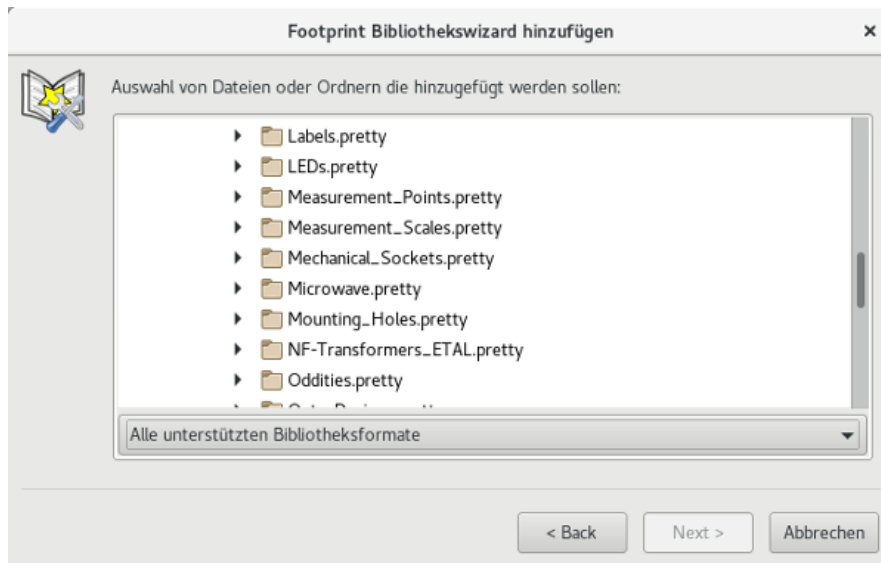 Footprint Bibliothekswizard hinzufügen
Auswahl von Dateien oder Ordnern die hinzugefügt werden sollen:
Labels.pretty
LEDs.pretty
Measurement_Points.pretty
Measurement_Scales.pretty
Mechanical_Sockets.pretty
Microwave.pretty
Mounting_Holes.pretty
NF-Transformers_ETAL.pretty
Oddities.pretty
Alle unterstützten Bibliotheksformate
< Back
Next >
Abbrechen